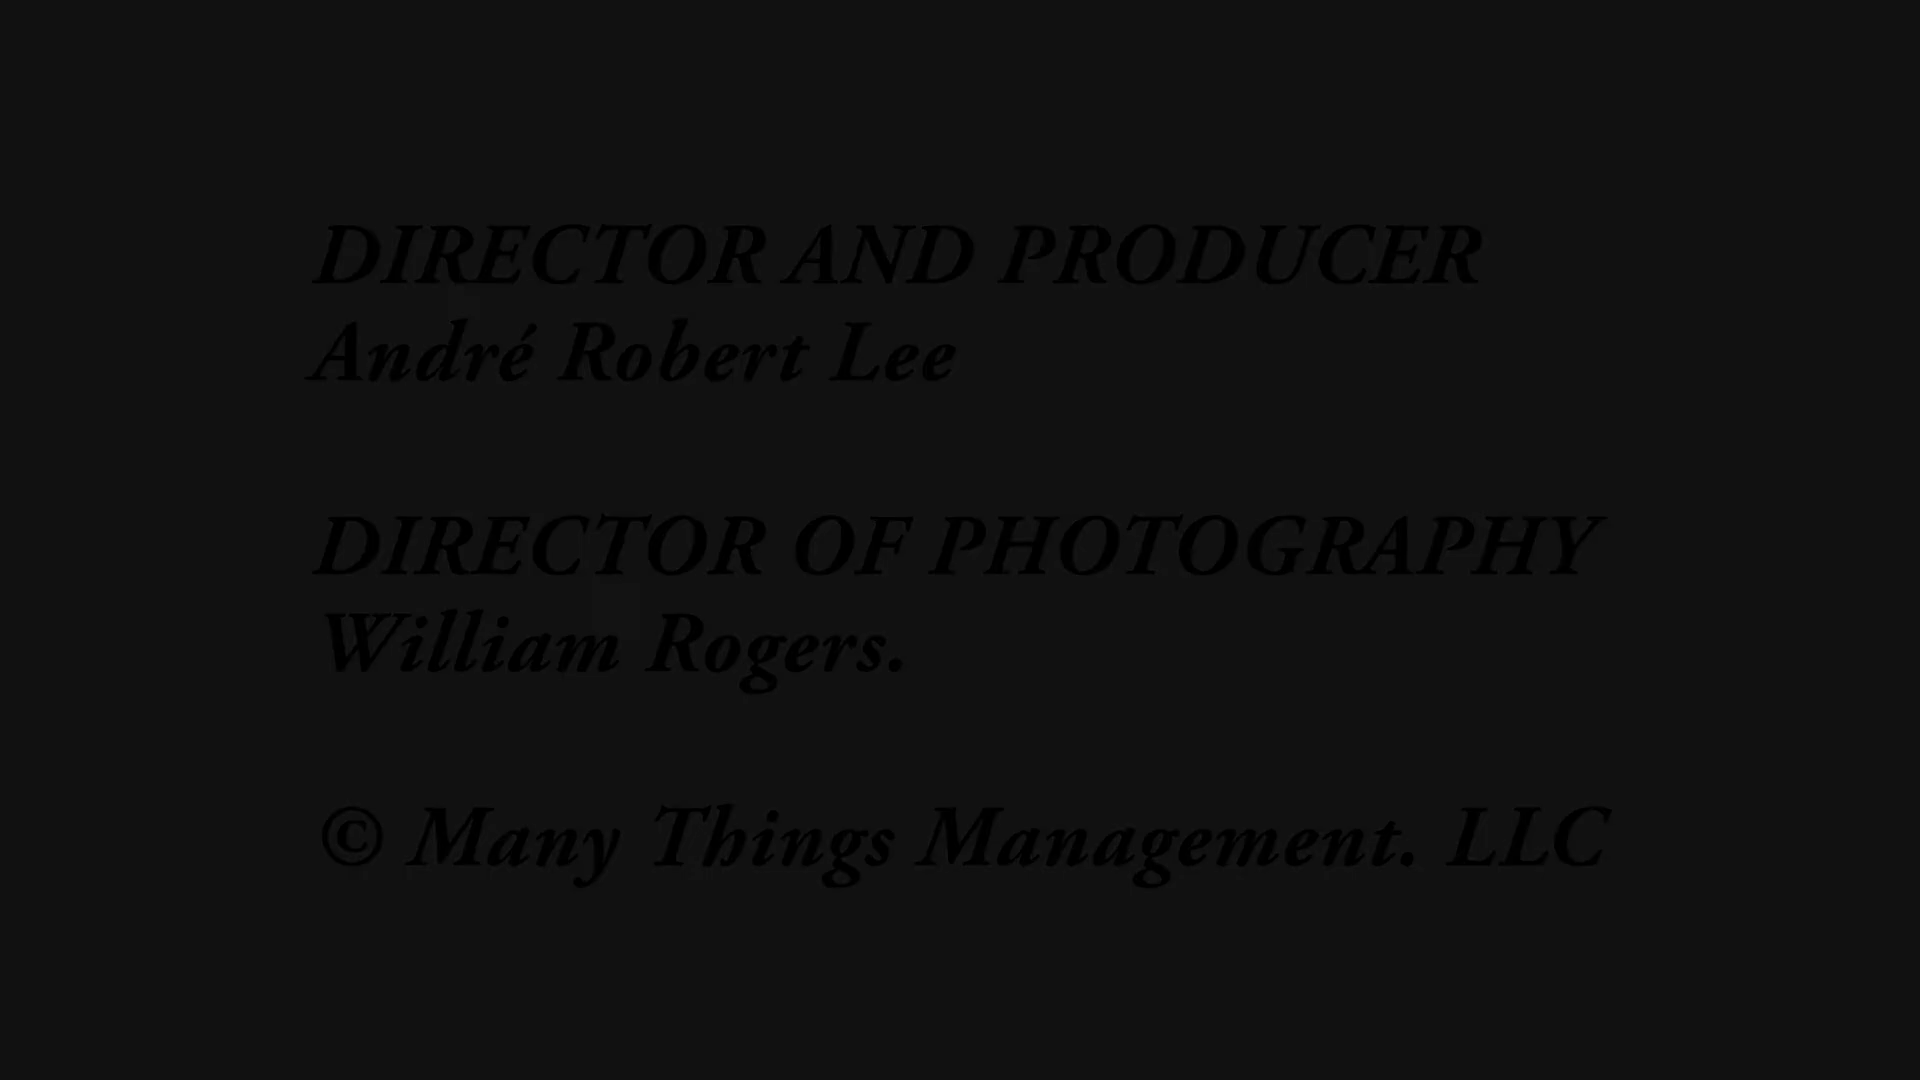 DIRECTOR AND PRODUCER
André Robert Lee
DIRECTOR OF PHOTOGRAPHY
William Rogers.
© Many Things Management. LLC